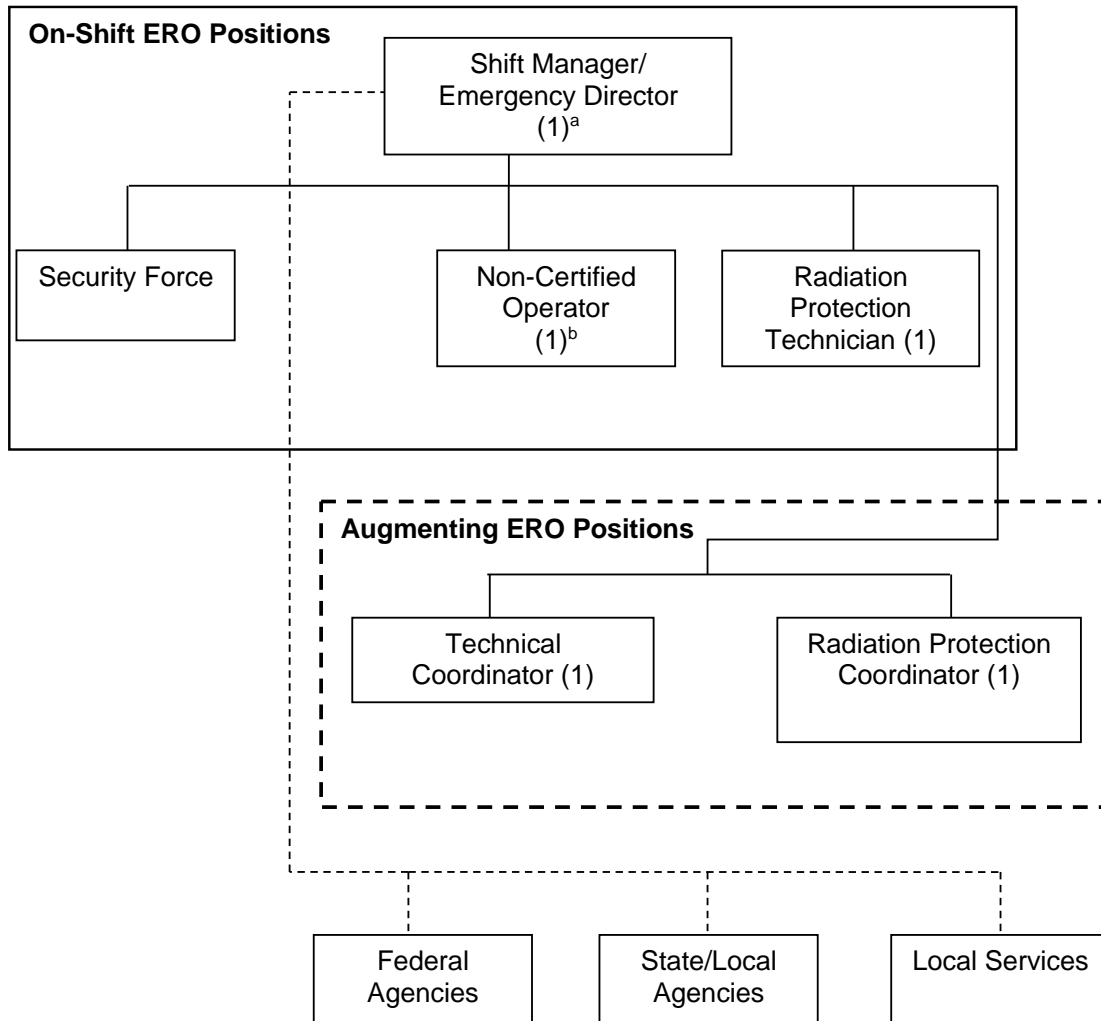 On-Shift ERO Positions
Shift Manager/
Emergency Director
(1)ᵃ
Security Force
Non-Certified
Operator
(1)ᵇ
Radiation
Protection
Technician (1)
Augmenting ERO Positions
Technical
Coordinator (1)
Radiation Protection
Coordinator (1)
Federal
Agencies
State/Local
Agencies
Local Services